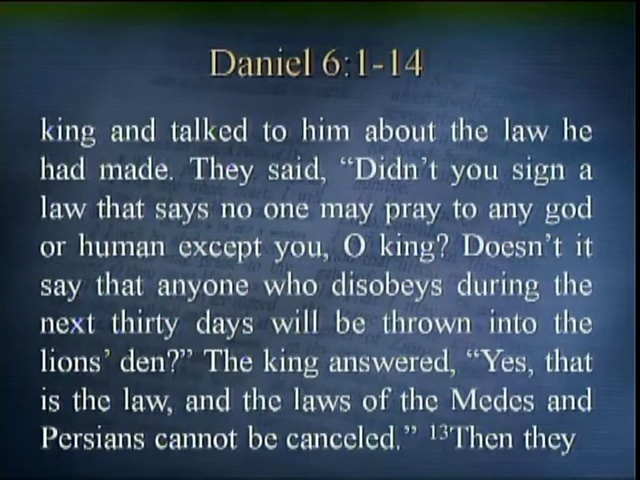 Daniel 6:1-14
king and talked to him about the law he
had made. They said, “Didn’t you sign a
law that says no one may pray to any god
or human except you, O king? Doesn’t it
say that anyone who disobeys during the
next thirty days will be thrown into the
lions’ den?” The king answered, “Yes, that
is the law, and the laws of the Medes and
Persians cannot be canceled.” ¹³Then they